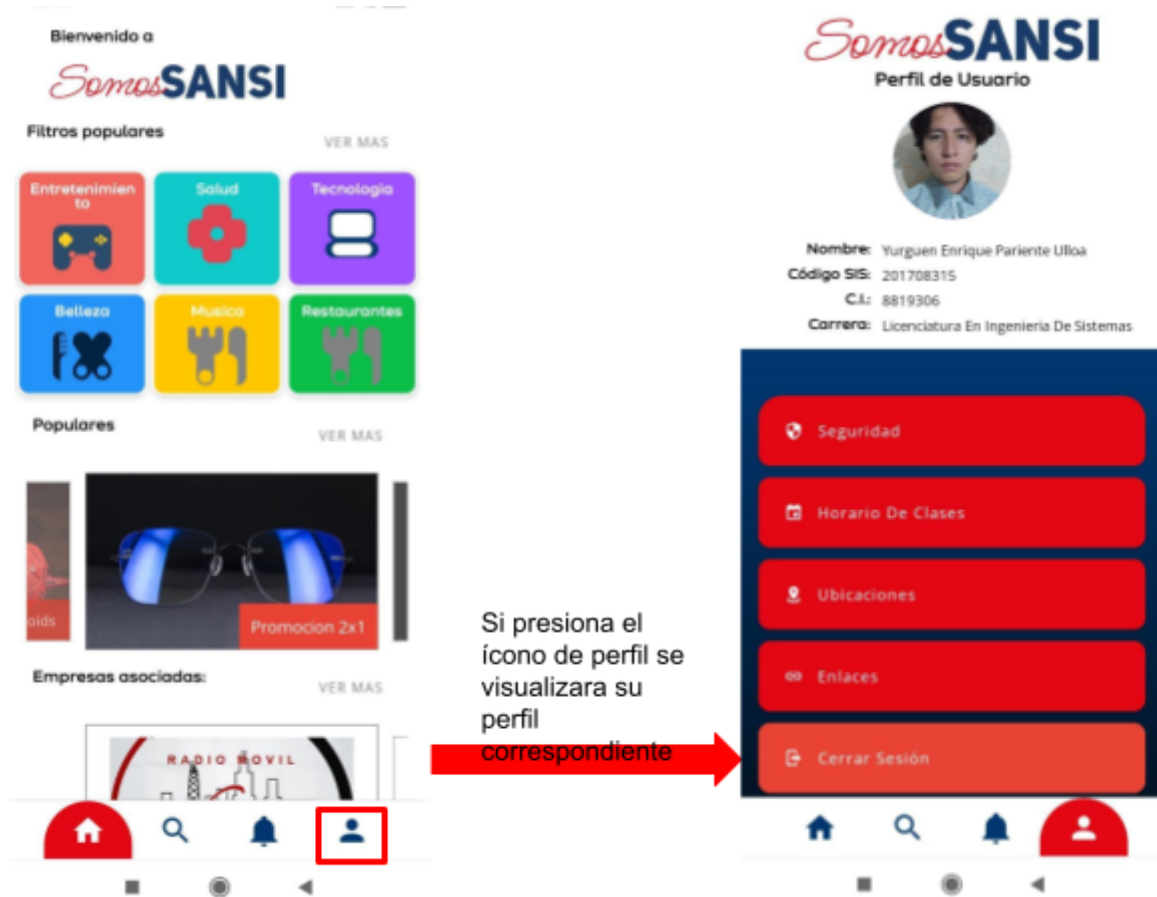 Bienvenido a
SomosSANSI
Filtros populares
VER MAS
Entretenimien
to
Salud
Tecnologia
Belleza
Musica
Restaurantes
Populares
VER MAS
oids
Promocion 2x1
Empresas asociadas:
VER MAS
RADIO MOVIL
Si presiona el
ícono de perfil se
visualizara su
perfil
correspondiente
SomosSANSI
Perfil de Usuario
Nombre: Yurguen Enrique Pariente Ulloa
Código SIS: 201708315
C.I.: 8819306
Carrera: Licenciatura En Ingenieria De Sistemas
Seguridad
Horario De Clases
Ubicaciones
Enlaces
Cerrar Sesión